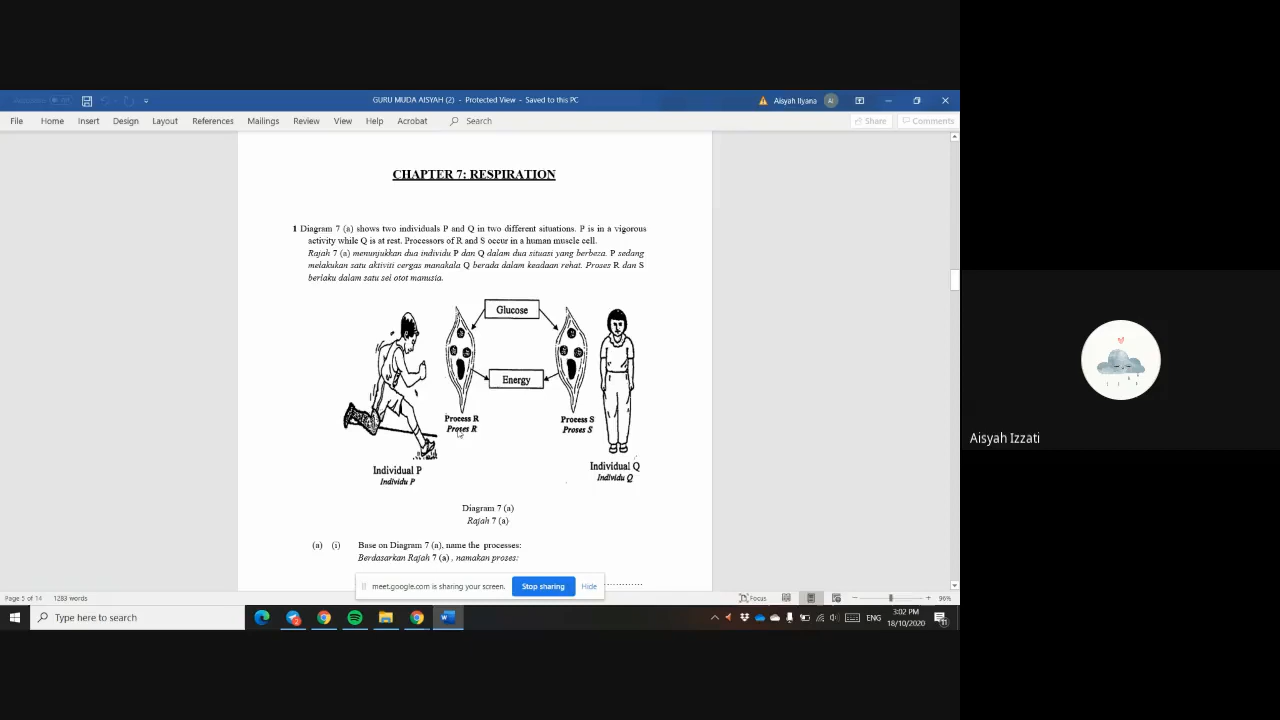 GURU MUDA AISYAH (2) - Protected View - Saved to this PC
Aisyah Ilyana
AI
File Home Insert Design Layout References Mailings Review View Help Acrobat Search
Share Comments
CHAPTER 7: RESPIRATION
1 Diagram 7 (a) shows two individuals P and Q in two different situations. P is in a vigorous
activity while Q is at rest. Processors of R and S occur in a human muscle cell.
Rajah 7 (a) menunjukkan dua individu P dan Q dalam dua situasi yang berbeza. P sedang
melakukan satu aktiviti cergas manakala Q berada dalam keadaan rehat. Proses R dan S
berlaku dalam satu sel otot manusia.
Glucose
Energy
Process R
Proses R
Process S
Proses S
Individual P
Individu P
Individual Q
Individu Q
Diagram 7 (a)
Rajah 7 (a)
(a) (i) Base on Diagram 7 (a), name the processes:
Berdasarkan Rajah 7 (a), namakan proses:
meet.google.com is sharing your screen. Stop sharing Hide
Page 5 of 14 1283 words
Focus
96%
Type here to search
ENG
3:02 PM
18/10/2020
Aisyah Izzati